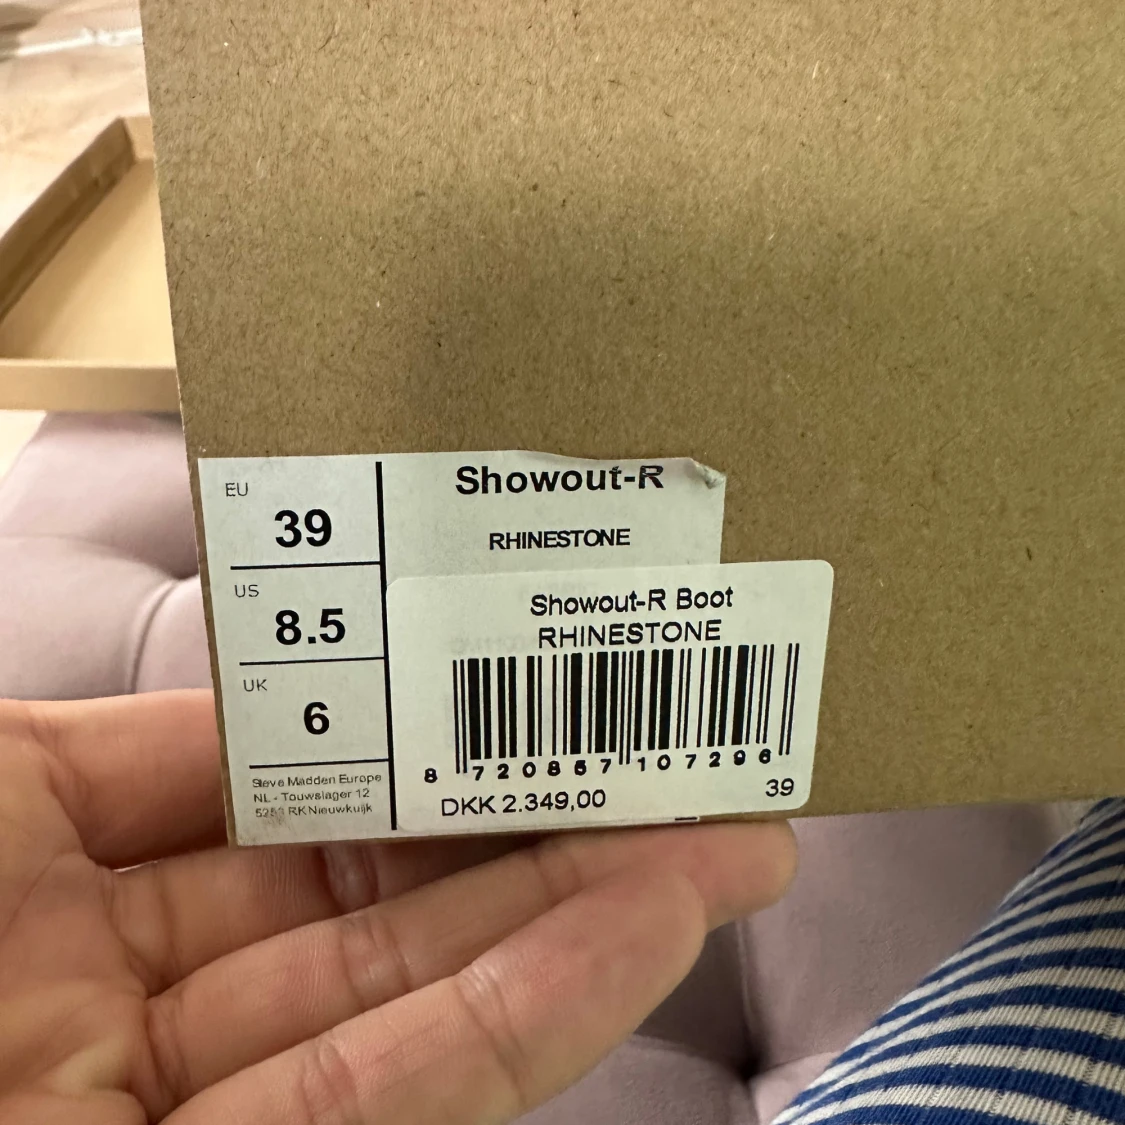 EU
39
US
8.5
UK
6
Steve Madden Europe
NL - Touwslager 12
RK Nieuwkuijk
Showout-R
RHINESTONE
Showout-R Boot
RHINESTONE
8 720857 107296
DKK 2.349,00
39